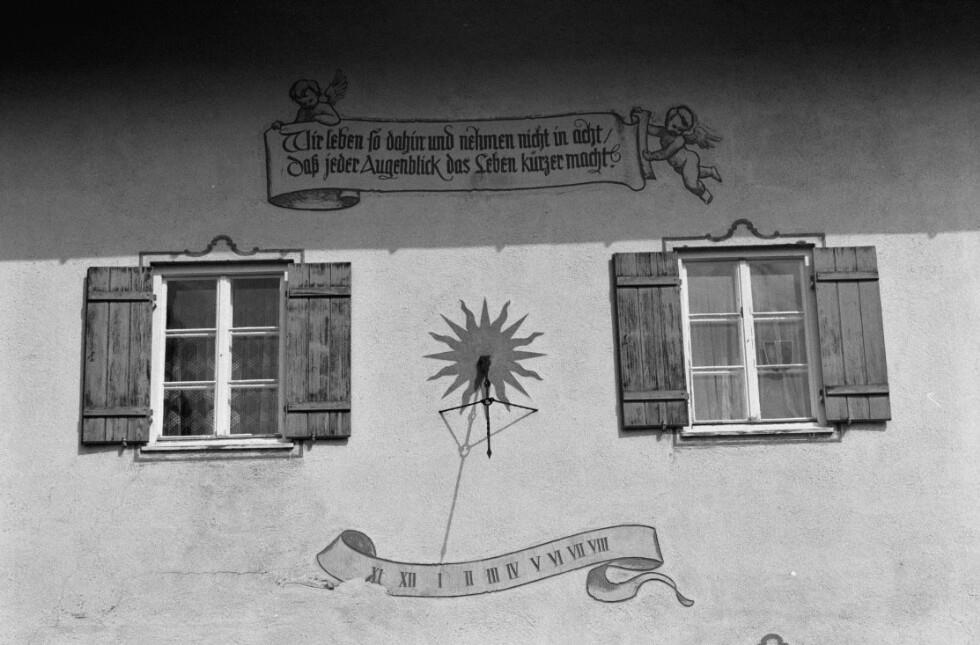 Wir leben so dahin und nehmen nicht in acht/
daß jeder Augenblick das Leben kürzer macht!
XI XII I II III IV V VI VII VIII